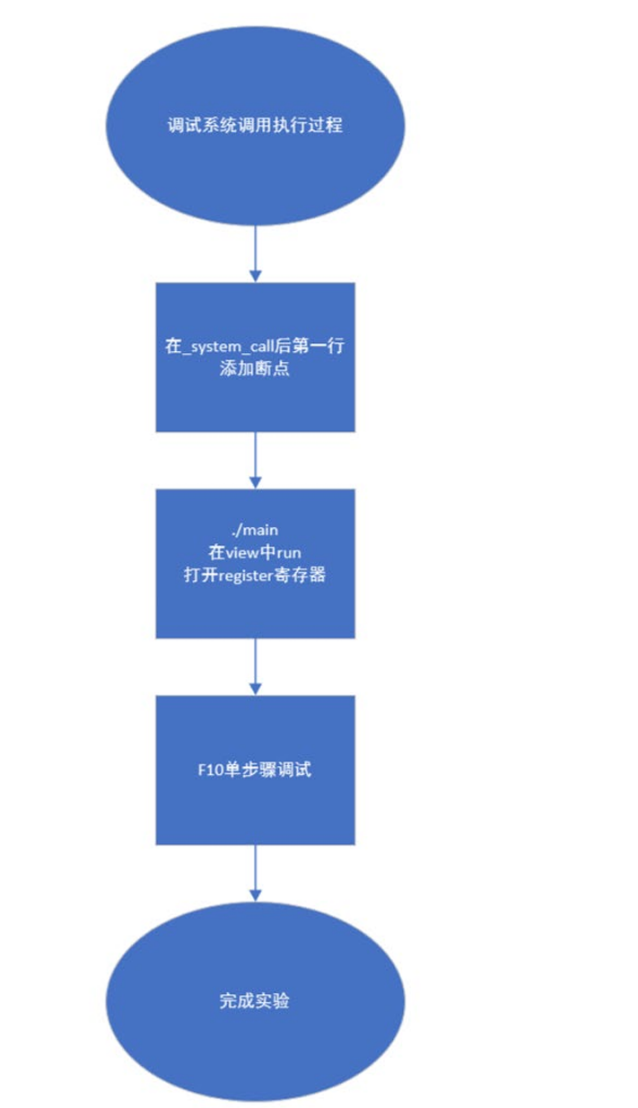 调试系统调用执行过程
在_system_call后第一行
添加断点
./main
在view中run
打开register寄存器
F10单步骤调试
完成实验